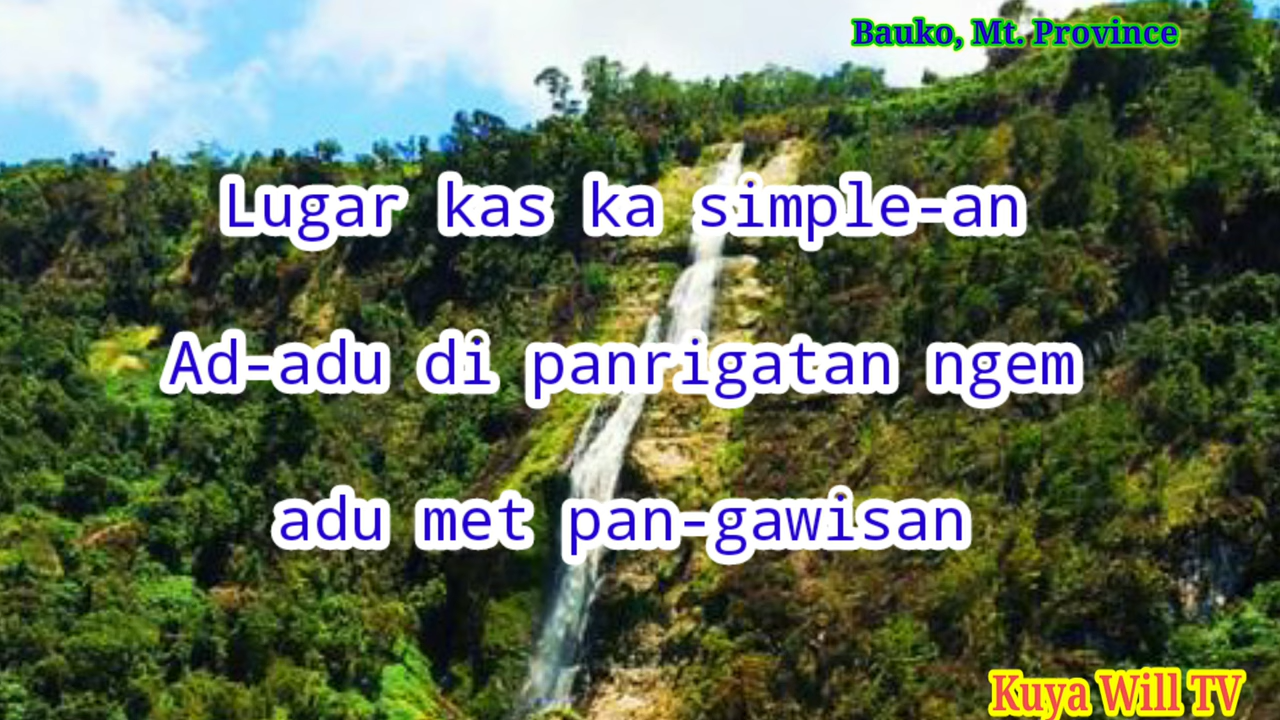 Bauko, Mt. Province
Lugar kas ka simple-an
Ad-adu di panrigatan ngem
adu met pan-gawisan
Kuya Will TV